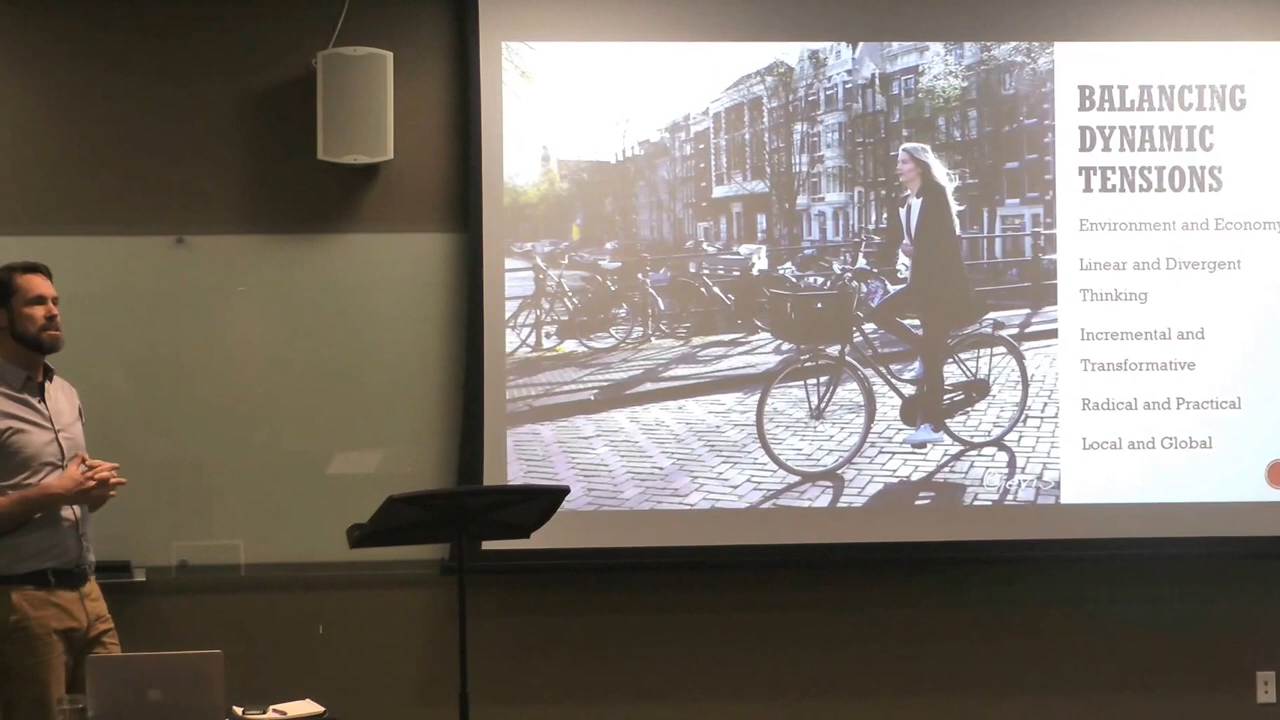 BALANCING
DYNAMIC
TENSIONS
Environment and Economy
Linear and Divergent
Thinking
Incremental and
Transformative
Radical and Practical
Local and Global